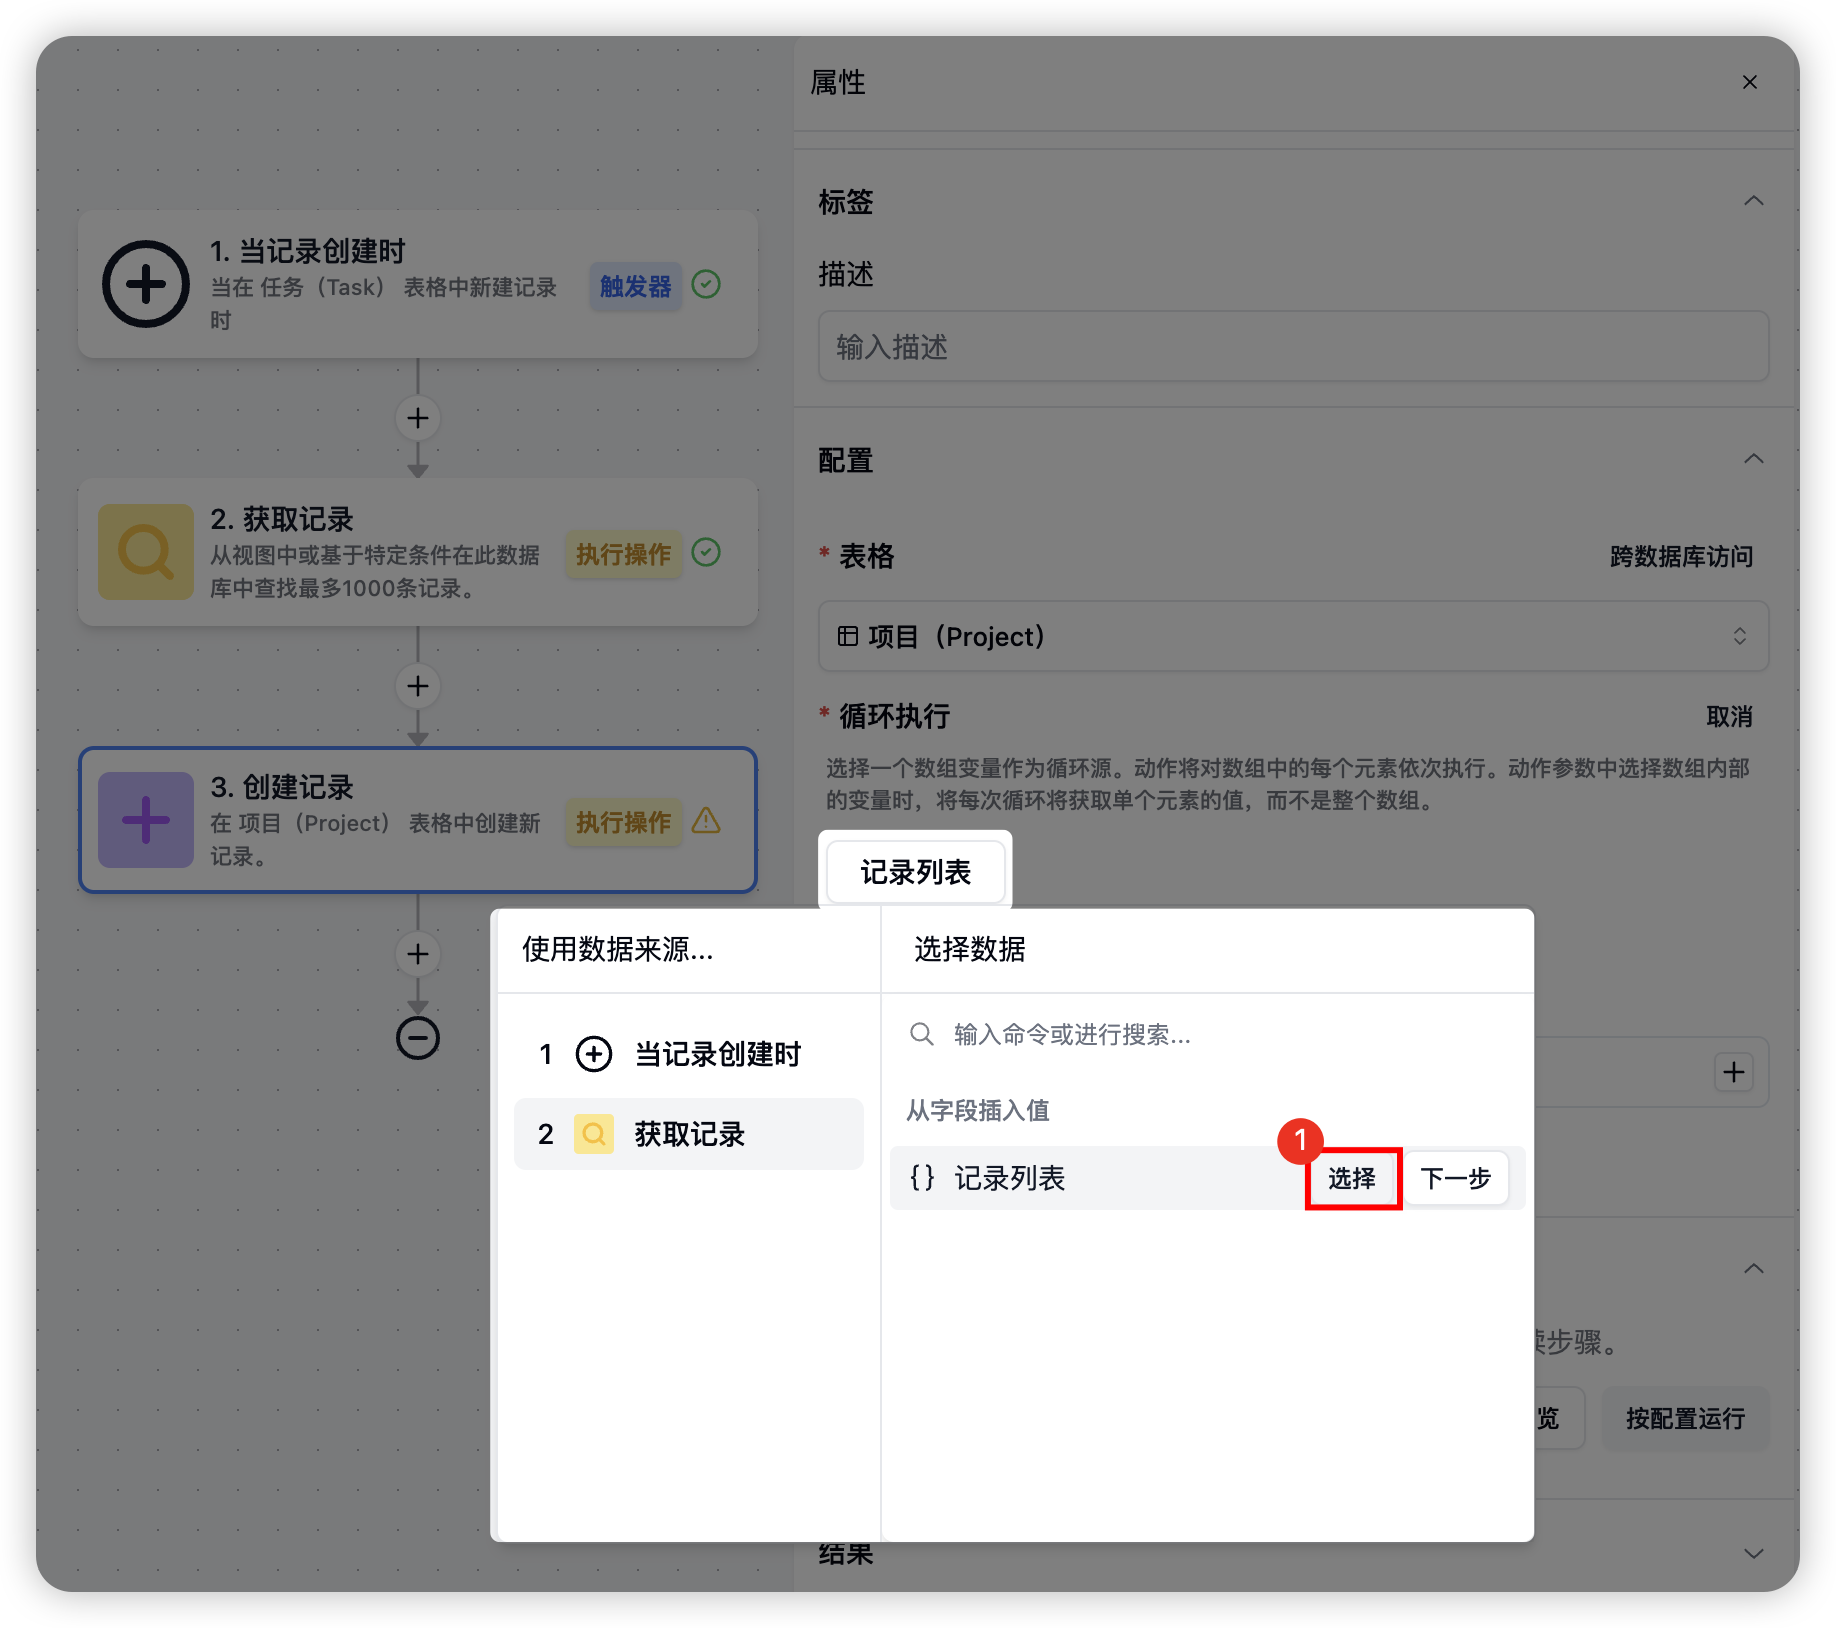 1. 当记录创建时
当在 任务（Task） 表格中新建记录
时
触发器
2. 获取记录
从视图中或基于特定条件在此数据
库中查找最多1000条记录。
执行操作
3. 创建记录
在 项目（Project） 表格中创建新
记录。
执行操作
属性
标签
描述
输入描述
配置
* 表格
跨数据库访问
项目（Project）
* 循环执行
取消
选择一个数组变量作为循环源。动作将对数组中的每个元素依次执行。动作参数中选择数组内部
的变量时，将每次循环将获取单个元素的值，而不是整个数组。
记录列表
使用数据来源...
1 当记录创建时
2 获取记录
选择数据
输入命令或进行搜索...
从字段插入值
{} 记录列表
1
选择
下一步
步骤。
览
按配置运行
结果